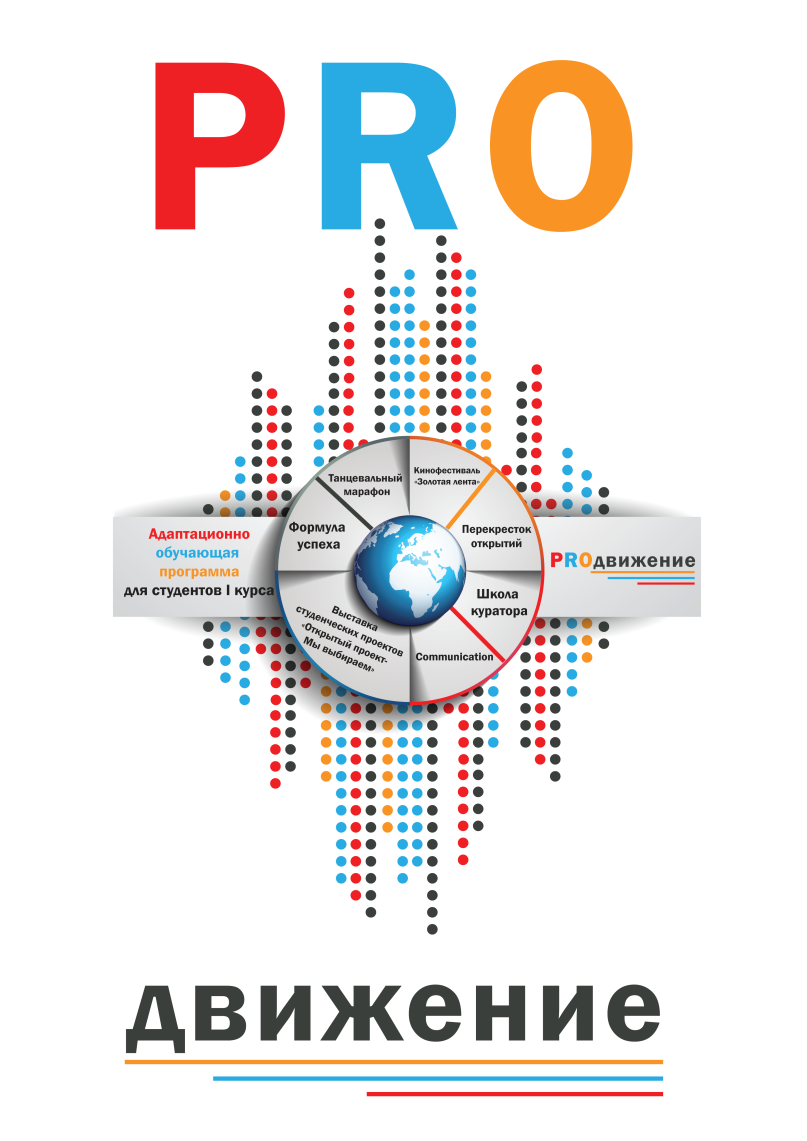 PRO
Танцевальный
марафон
Кинофестиваль
«Золотая лента»
Формула
успеха
Перекресток
открытий
Адаптационно
обучающая
программа
для студентов I курса
PROдвижение
Школа
куратора
Выставка
студенческих проектов
«Открытый проект-
Мы выбираем»
Communication
движение